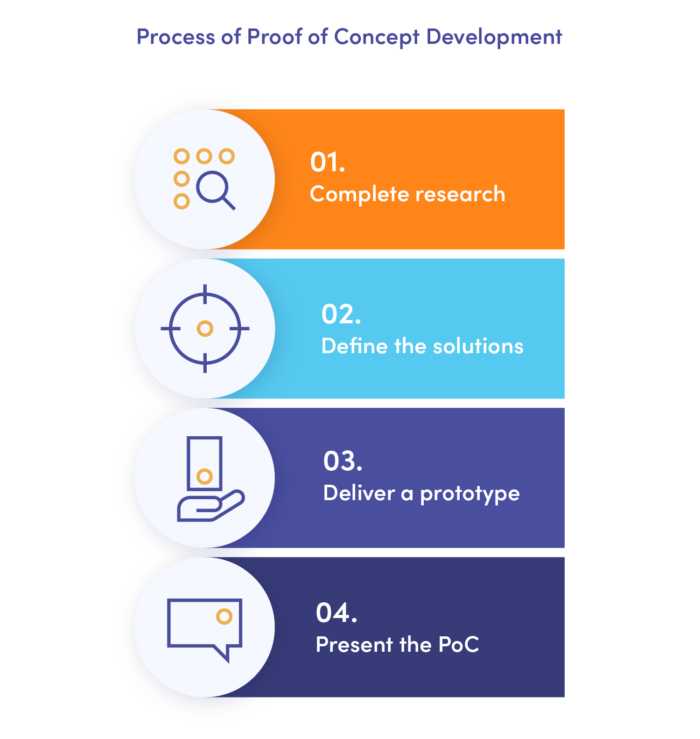 Process of Proof of Concept Development
01.
Complete research
02.
Define the solutions
03.
Deliver a prototype
04.
Present the PoC